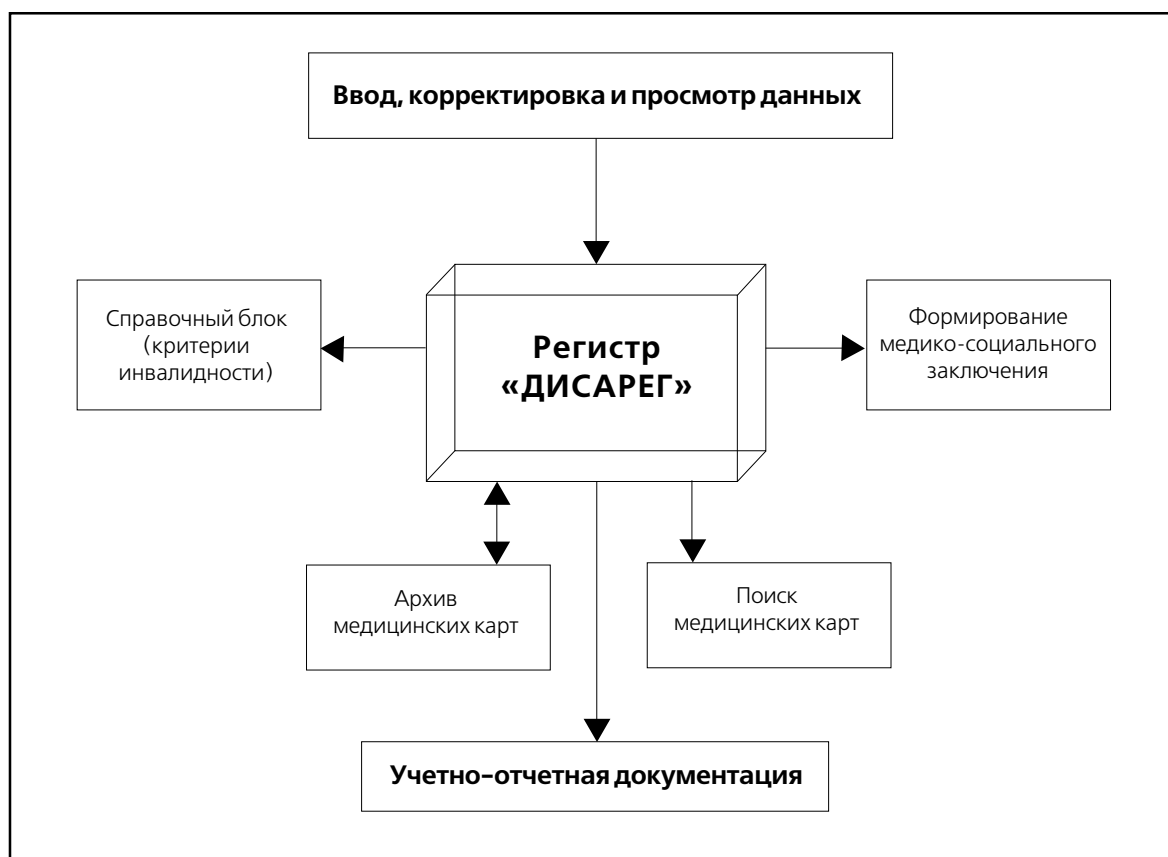 Ввод, корректировка и просмотр данных
Справочный блок
(критерии
инвалидности)
Регистр
«ДИСАРЕГ»
Формирование
медико-социального
заключения
Архив
медицинских карт
Поиск
медицинских карт
Учетно-отчетная документация